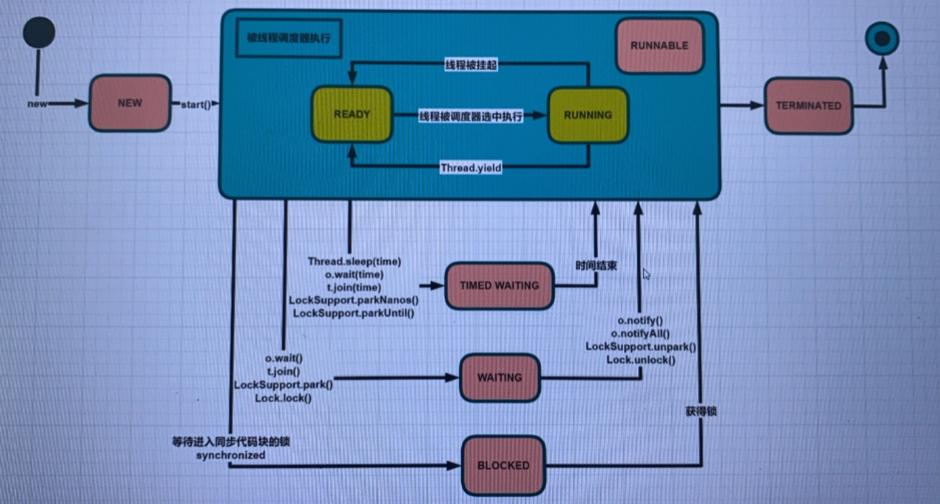 被线程调度器执行
RUNNABLE
线程被挂起
new
NEW
start()
READY
线程被调度器选中执行
RUNNING
TERMINATED
Thread.yield
Thread.sleep(time)
o.wait(time)
t.join(time)
LockSupport.parkNanos()
LockSupport.parkUntil()
TIMED WAITING
时间结束
o.notify()
o.notifyAll()
LockSupport.unpark()
Lock.unlock()
o.wait()
t.join()
LockSupport.park()
Lock.lock()
WAITING
获得锁
等待进入同步代码块的锁
synchronized
BLOCKED